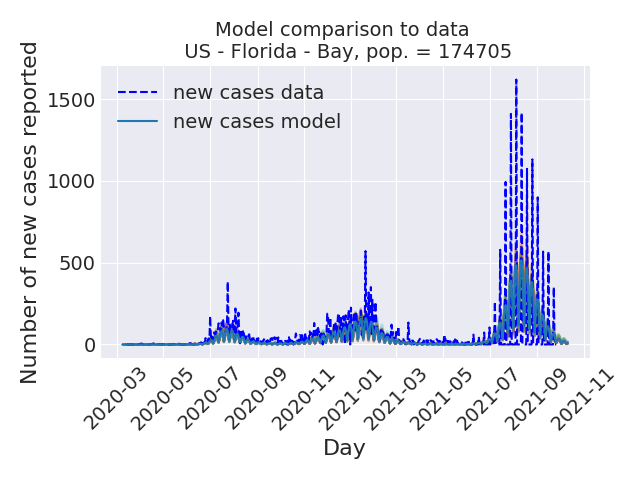 Model comparison to data
US - Florida - Bay, pop. = 174705
Number of new cases reported
new cases data
new cases model
1500
1000
500
0
2020-03
2020-05
2020-07
2020-09
2020-11
2021-01
2021-03
2021-05
2021-07
2021-09
2021-11
Day